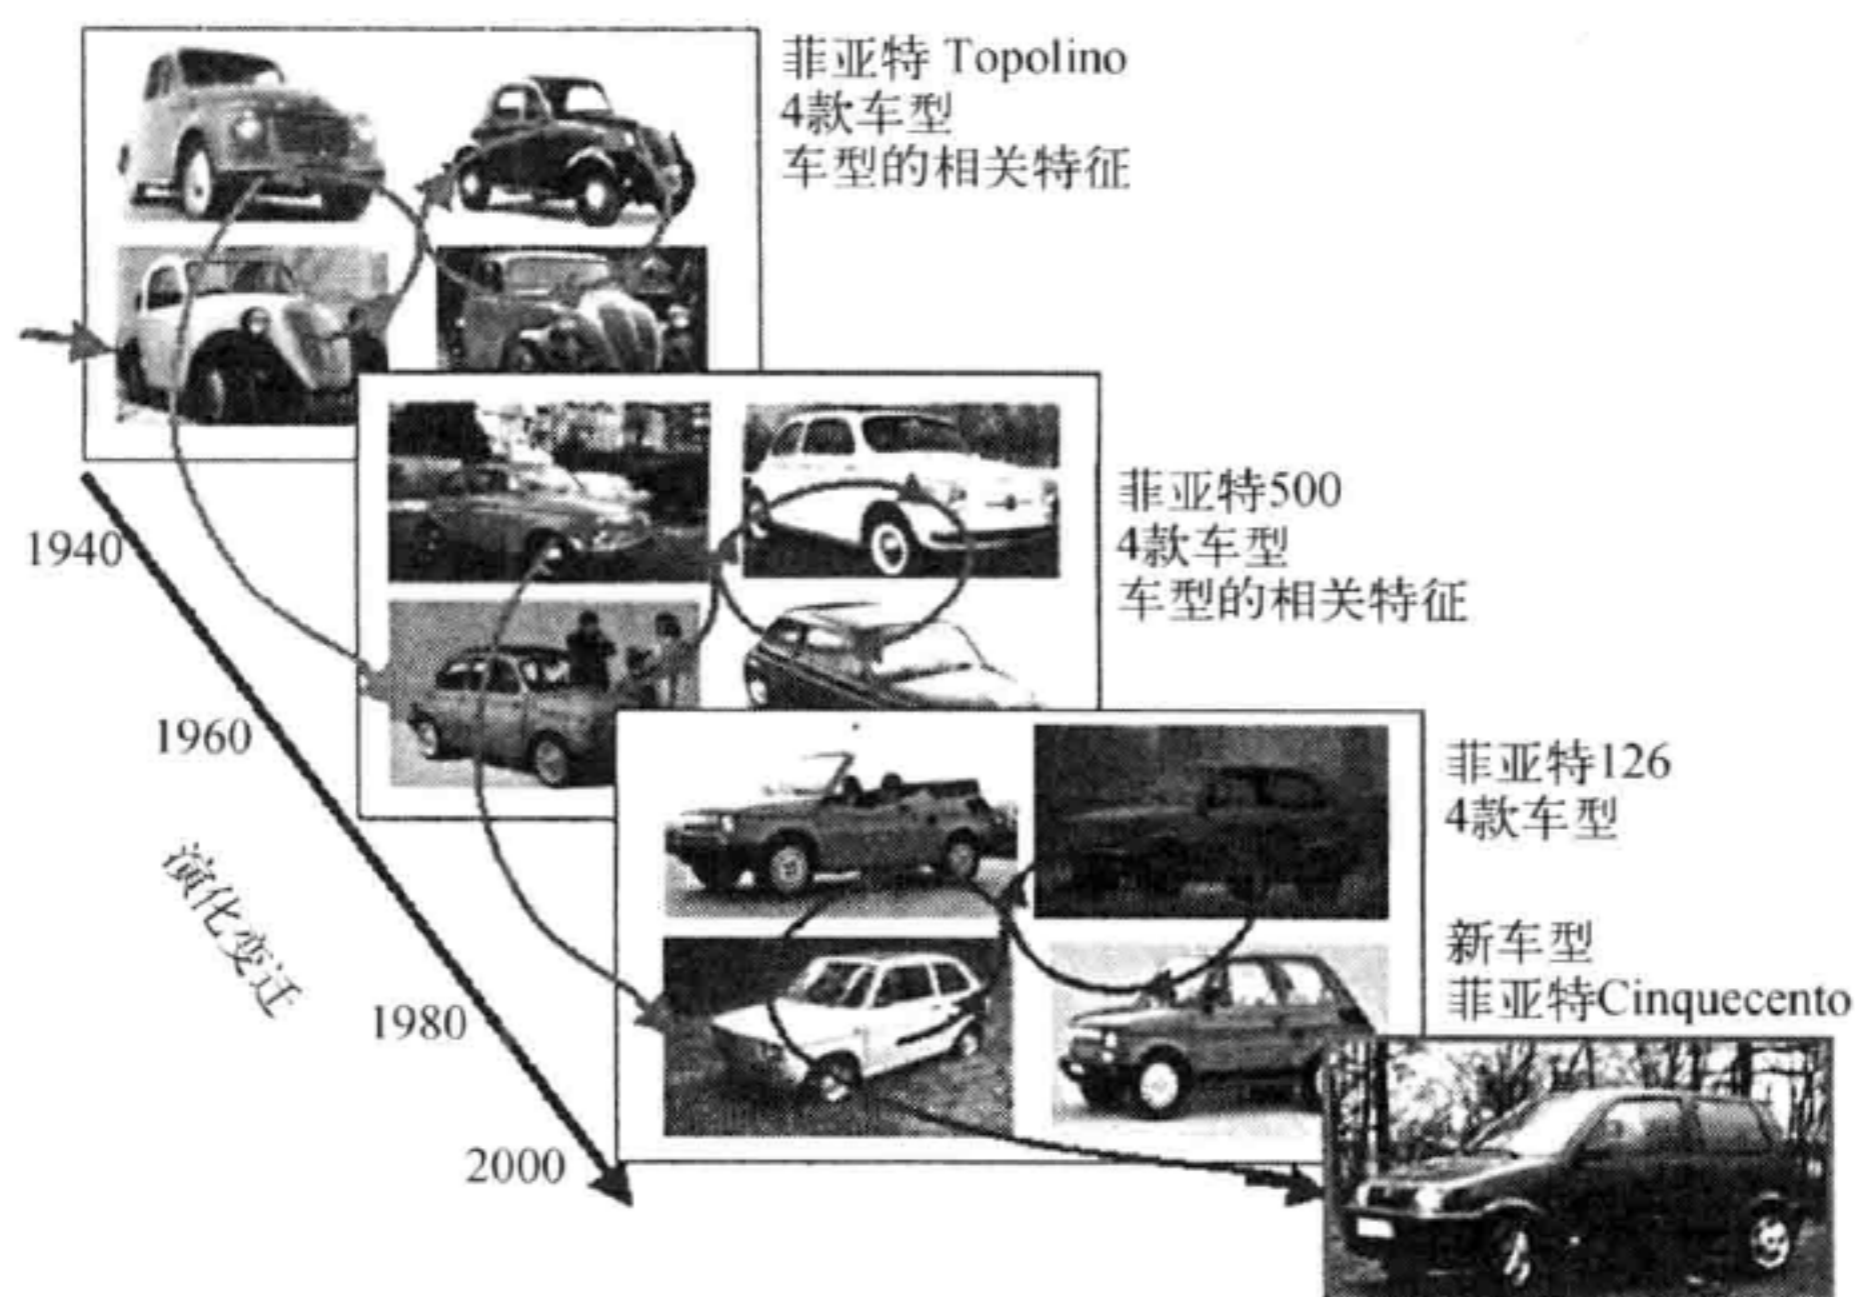 菲亚特 Topolino
4款车型
车型的相关特征
菲亚特500
4款车型
车型的相关特征
1940
1960
菲亚特126
4款车型
演化变迁
新车型
菲亚特Cinquecento
1980
2000